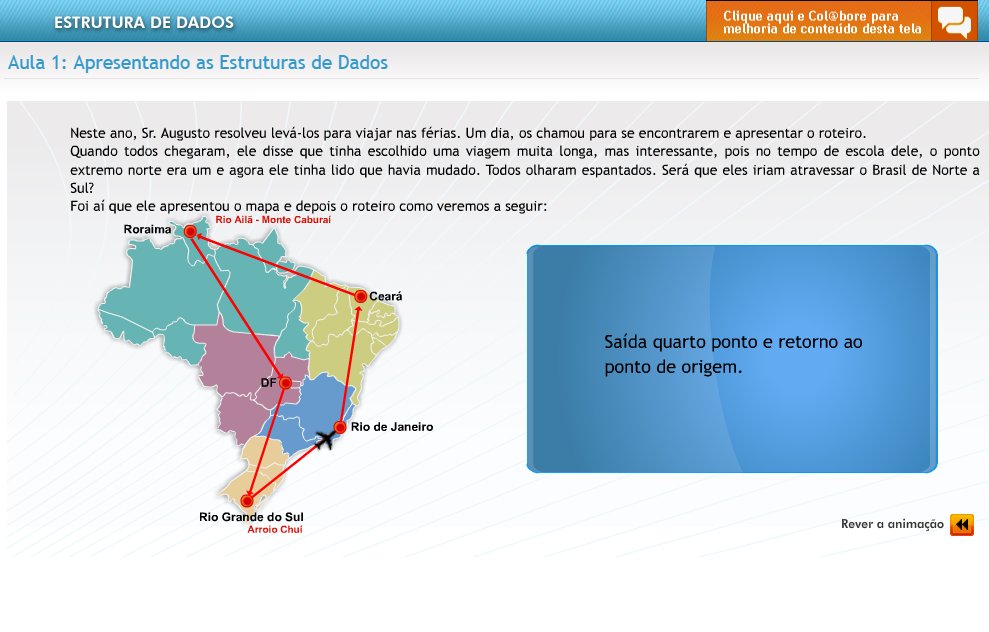 ESTRUTURA DE DADOS
Clique aqui e Col@bore para
melhoria de conteúdo desta tela
Aula 1: Apresentando as Estruturas de Dados
Neste ano, Sr. Augusto resolveu levá-los para viajar nas férias. Um dia, os chamou para se encontrarem e apresentar o roteiro.
Quando todos chegaram, ele disse que tinha escolhido uma viagem muita longa, mas interessante, pois no tempo de escola dele, o ponto
extremo norte era um e agora ele tinha lido que havia mudado. Todos olharam espantados. Será que eles iriam atravessar o Brasil de Norte a
Sul?
Foi aí que ele apresentou o mapa e depois o roteiro como veremos a seguir:
Rio Ailã - Monte Caburaí
Roraima
Ceará
DF
Rio de Janeiro
Rio Grande do Sul
Arroio Chuí
Saída quarto ponto e retorno ao
ponto de origem.
Rever a animação